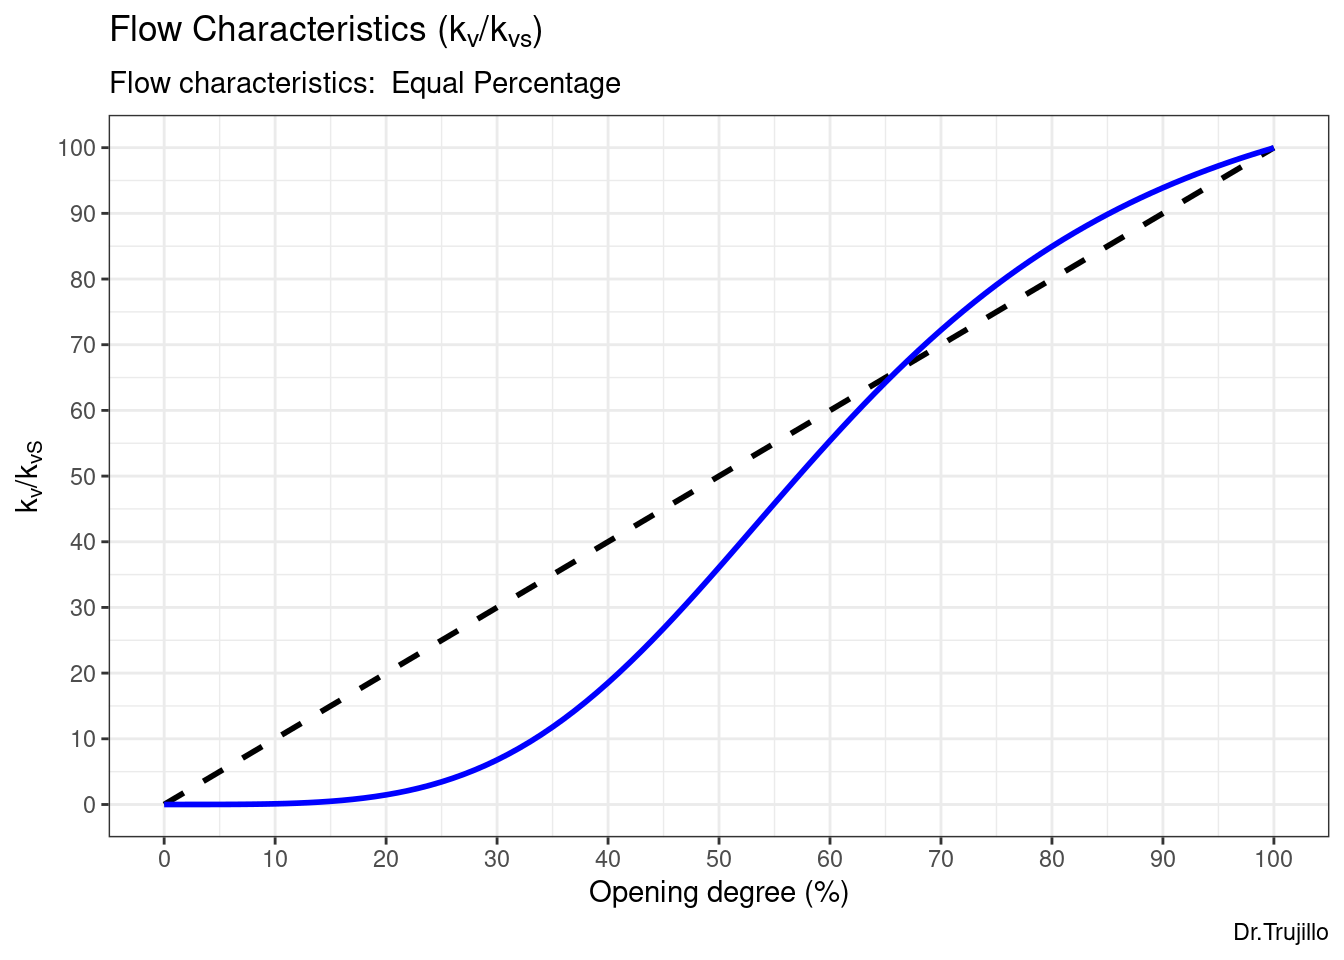 Flow Characteristics (kv/kvs)
Flow characteristics:  Equal Percentage
kv/kvS
100
90
80
70
60
50
40
30
20
10
0
0 10 20 30 40 50 60 70 80 90 100
Opening degree (%)
Dr.Trujillo